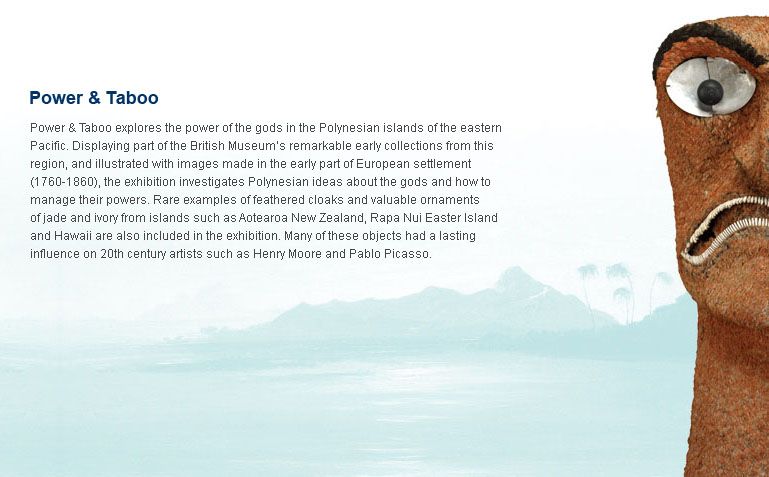 Power & Taboo
Power & Taboo explores the power of the gods in the Polynesian islands of the eastern
Pacific. Displaying part of the British Museum's remarkable early collections from this
region, and illustrated with images made in the early part of European settlement
(1760-1860), the exhibition investigates Polynesian ideas about the gods and how to
manage their powers. Rare examples of feathered cloaks and valuable ornaments
of jade and ivory from islands such as Aotearoa New Zealand, Rapa Nui Easter Island
and Hawaii are also included in the exhibition. Many of these objects had a lasting
influence on 20th century artists such as Henry Moore and Pablo Picasso.